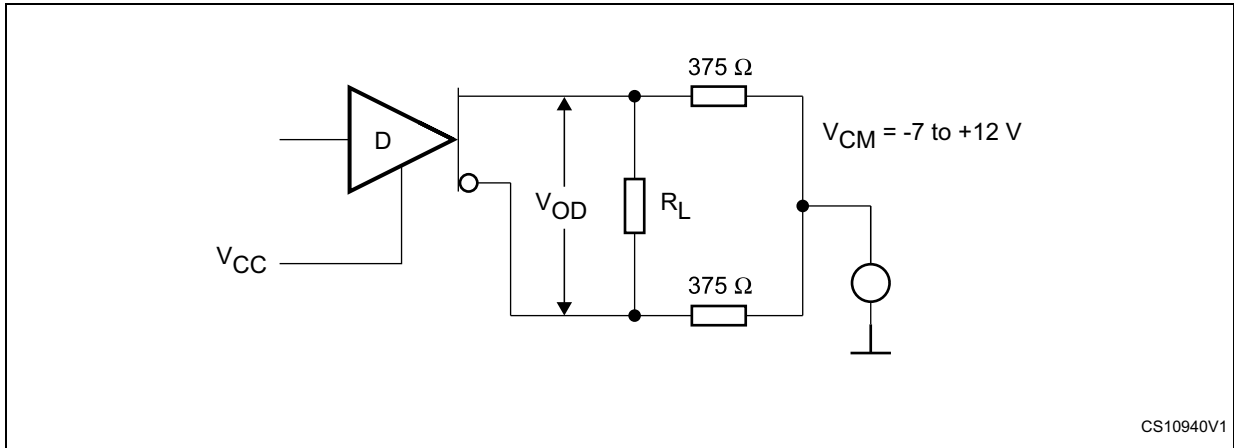 375 Ω
D
V_CM = -7 to +12 V
V_OD
R_L
V_CC
375 Ω
CS10940V1